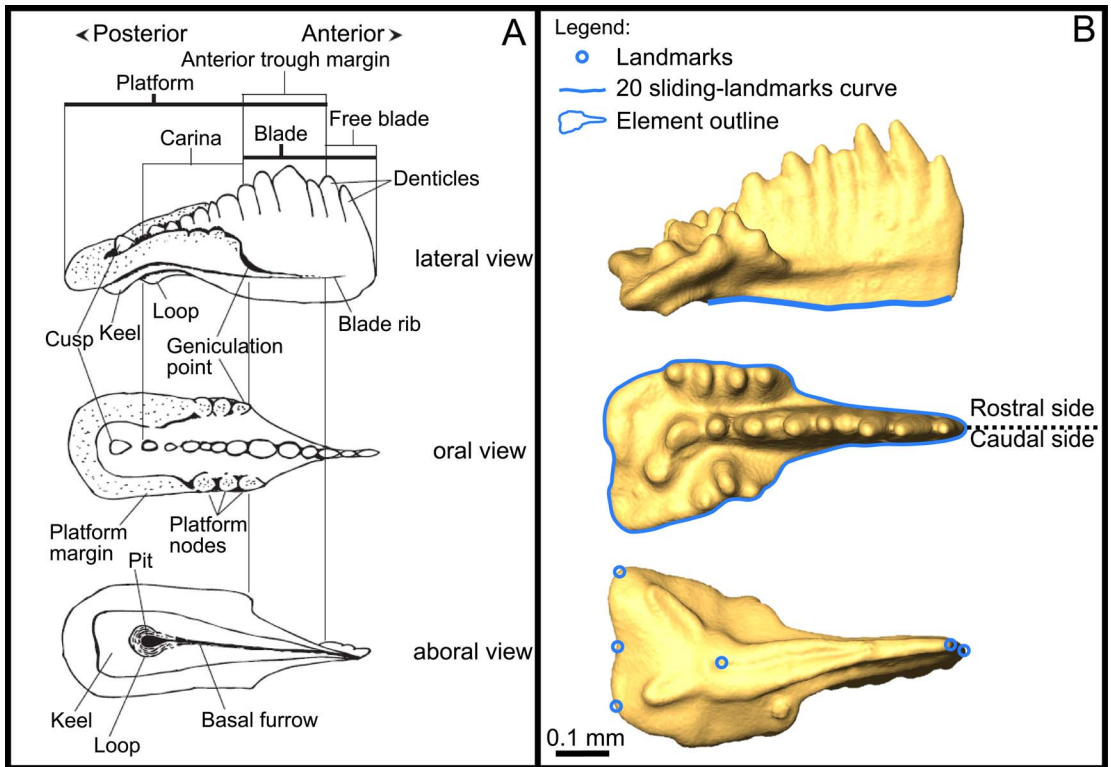 ◄Posterior
Anterior➤
A
Anterior trough margin
Platform
Free blade
Blade
Carina
Denticles
lateral view
Keel
Loop
Blade rib
Cusp
Geniculation
point
oral view
Platform
margin
Platform
nodes
Pit
aboral view
Keel
Basal furrow
Loop
B
Legend:
Landmarks
20 sliding-landmarks curve
Element outline
Rostral side
Caudal side
0.1 mm